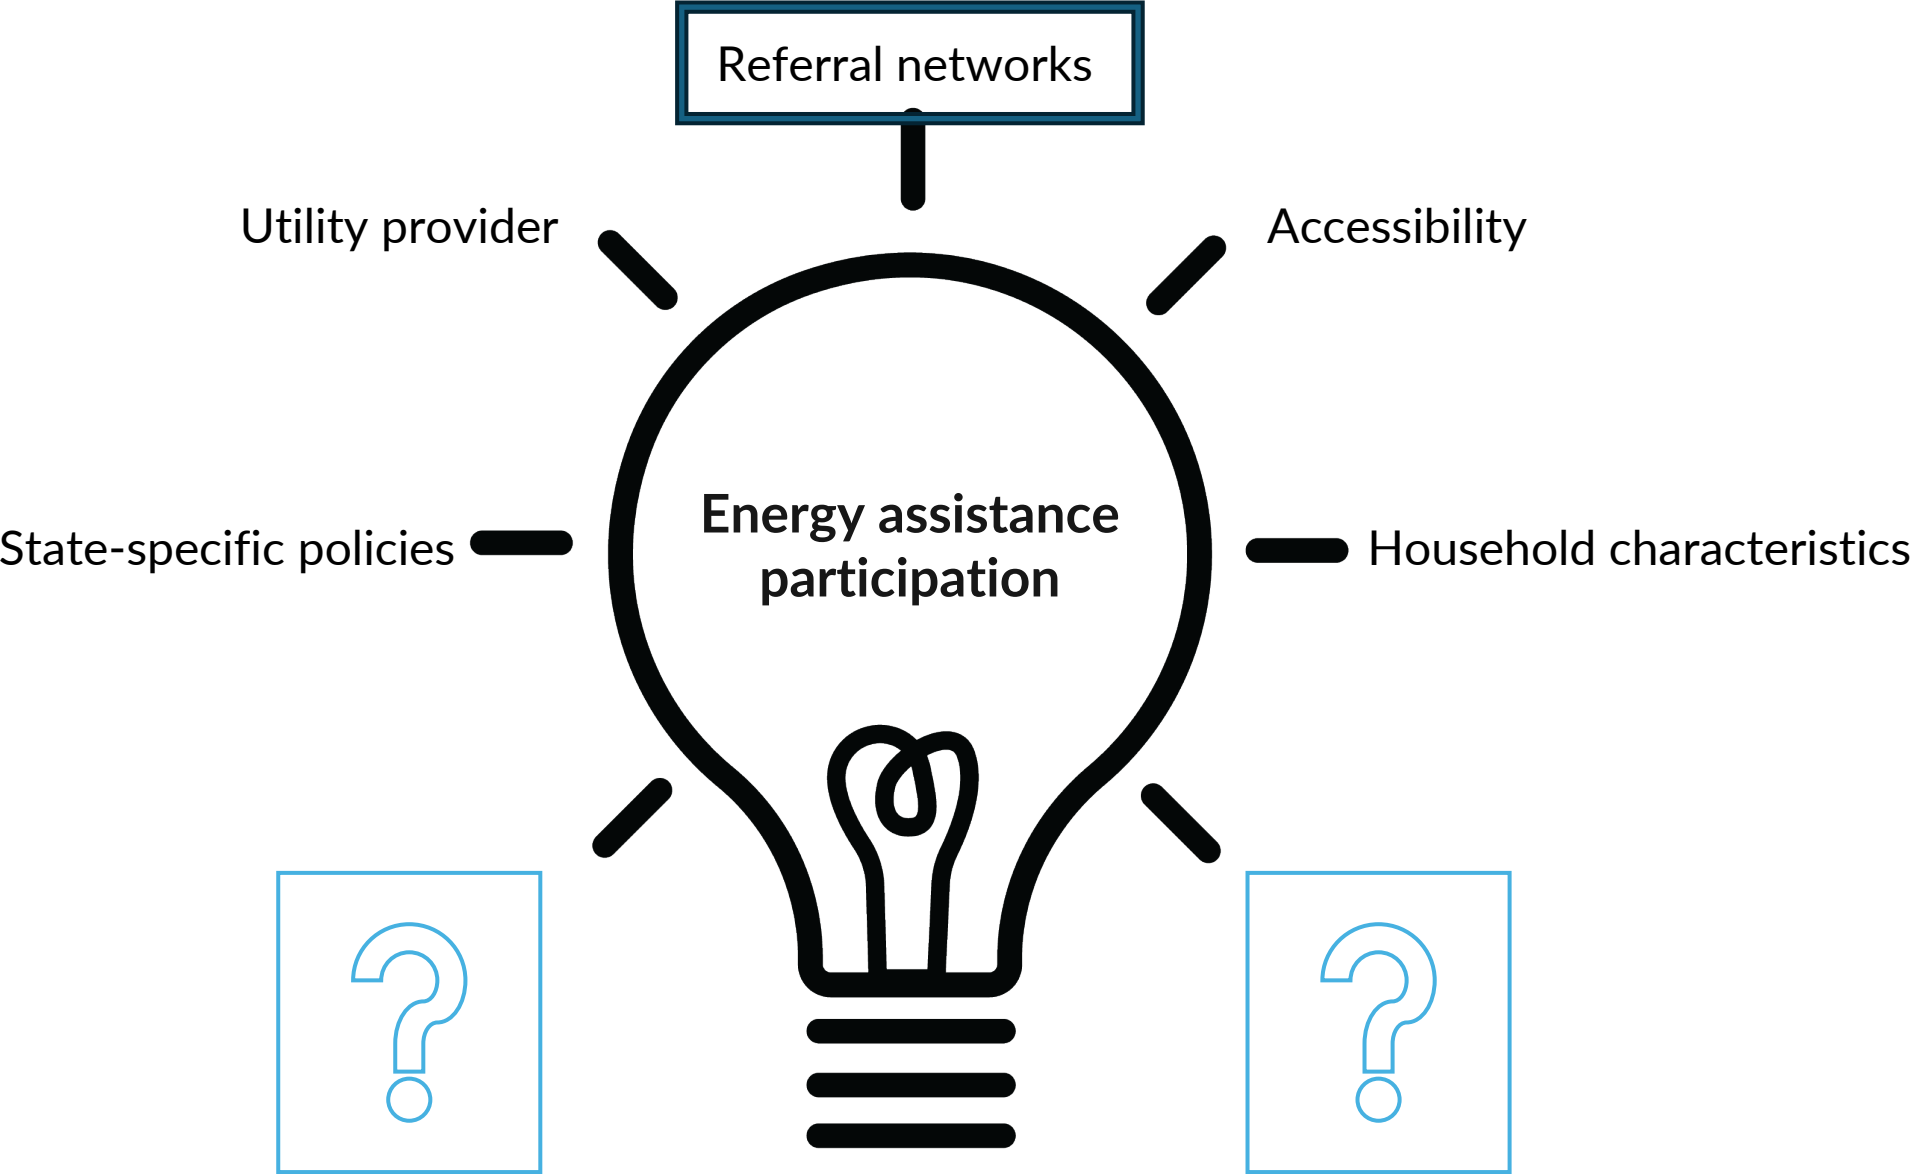 Referral networks
Utility provider
Accessibility
Energy assistance
participation
State-specific policies
Household characteristics
?
?